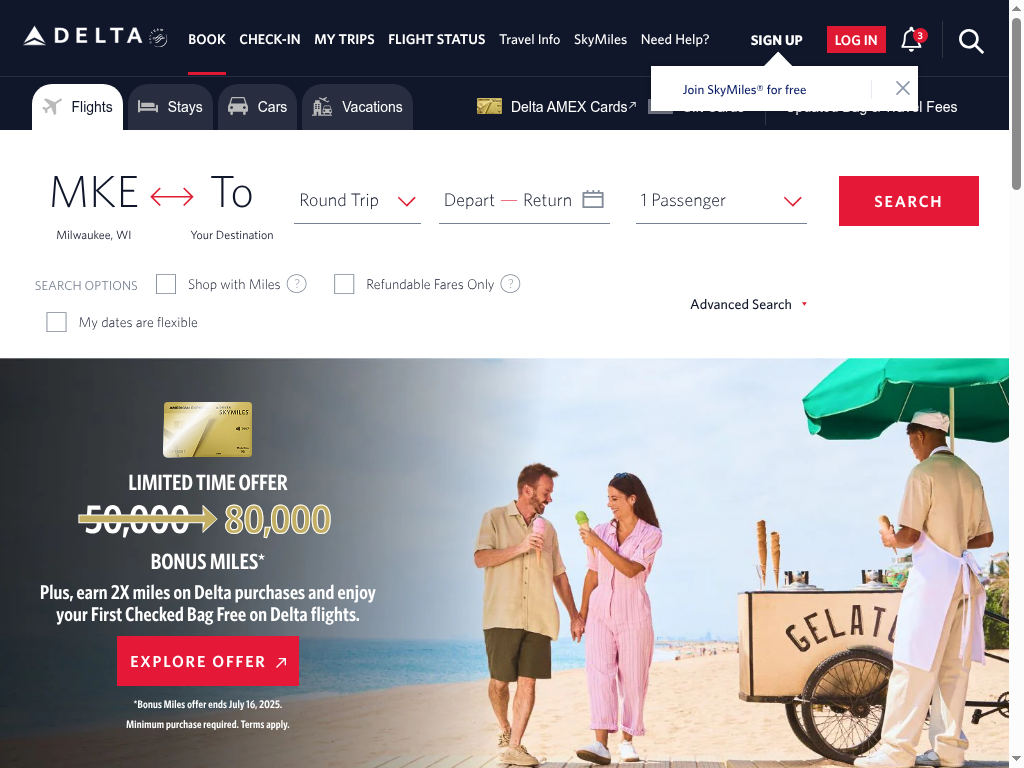 DELTA
BOOK CHECK-IN MY TRIPS FLIGHT STATUS Travel Info SkyMiles Need Help?
SIGN UP
LOG IN
3
Join SkyMiles® for free
Flights
Stays
Cars
Vacations
Delta AMEX Cards
Travel Fees
MKE
Milwaukee, WI
To
Your Destination
Round Trip
Depart — Return
1 Passenger
SEARCH
SEARCH OPTIONS
Shop with Miles ?
Refundable Fares Only ?
My dates are flexible
Advanced Search
SKYMILES
LIMITED TIME OFFER
50,000 80,000
BONUS MILES*
Plus, earn 2X miles on Delta purchases and enjoy
your First Checked Bag Free on Delta flights.
EXPLORE OFFER
*Bonus Miles offer ends July 16, 2025.
Minimum purchase required. Terms apply.
GELATO